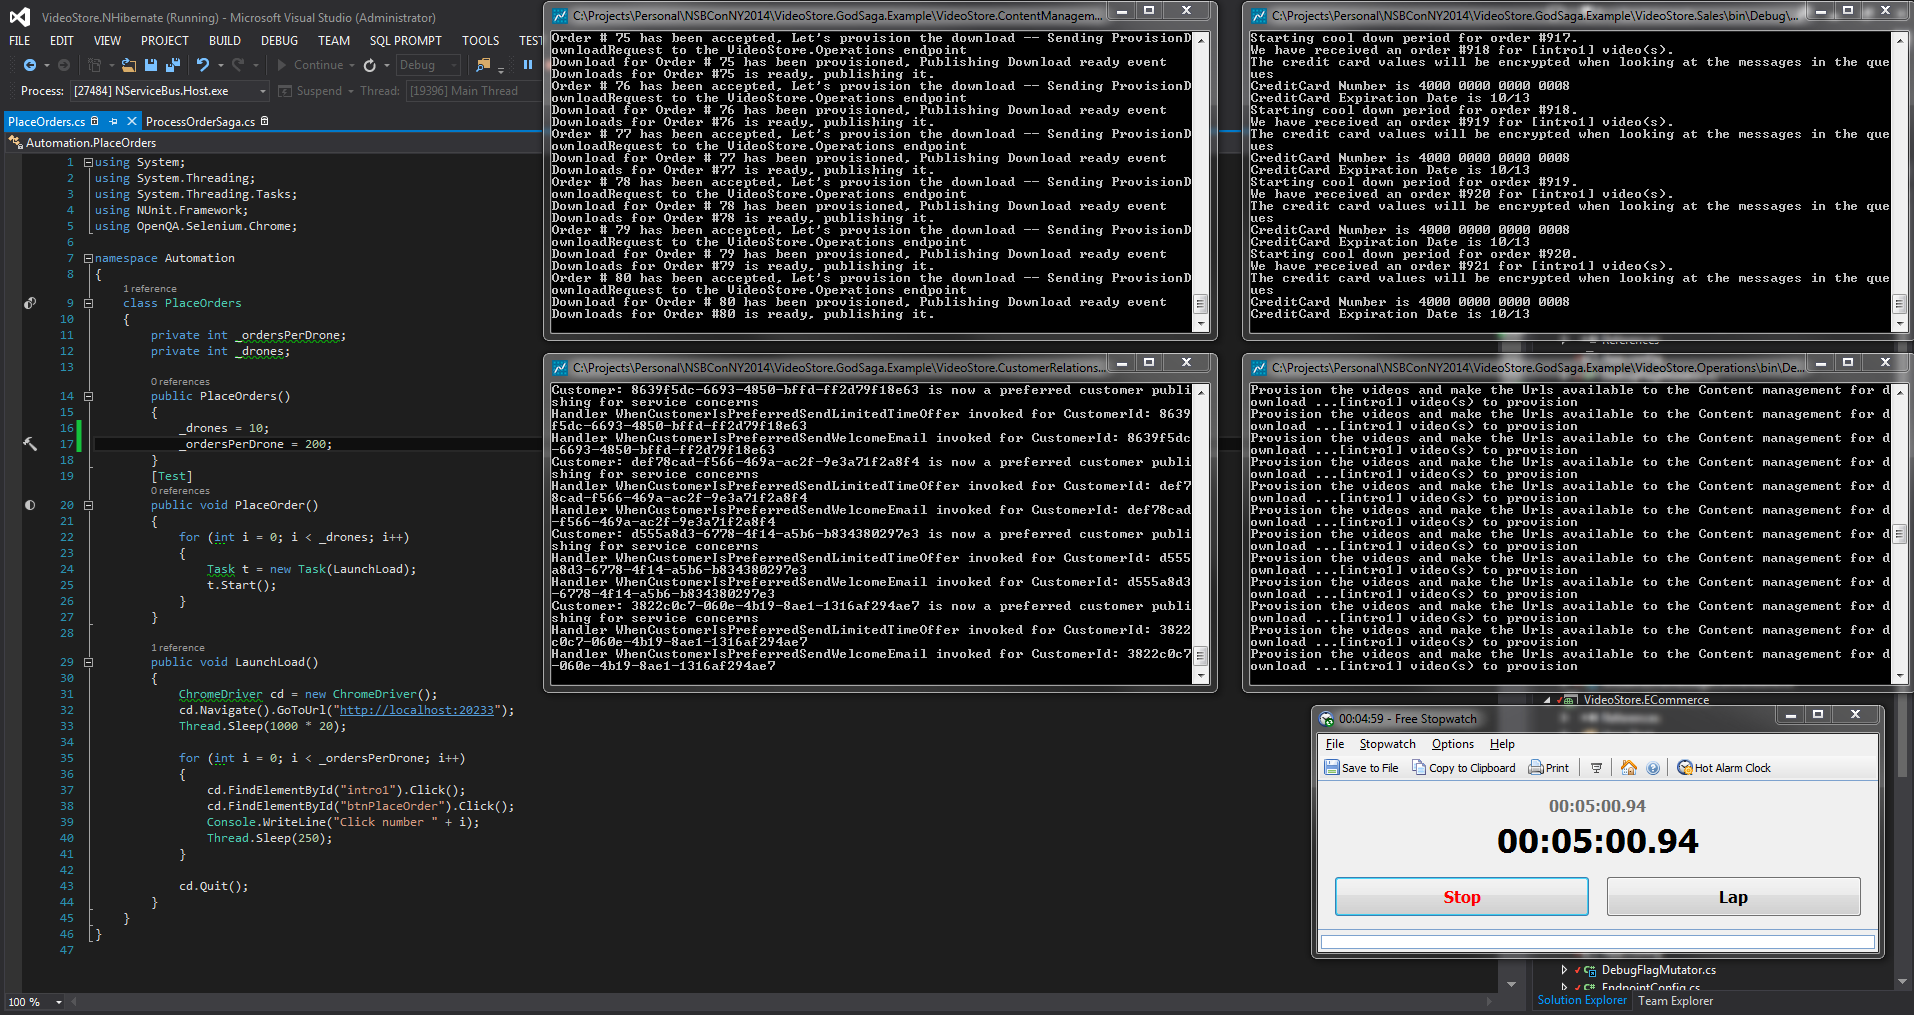 VideoStore.NHibernate (Running) - Microsoft Visual Studio (Administrator)
FILE EDIT VIEW PROJECT BUILD DEBUG TEAM SQL PROMPT TOOLS TEST
Continue Debug
Process: [27484] NServiceBus.Host.exe Suspend Thread: [19396] Main Thread
PlaceOrders.cs ProcessOrderSaga.cs
Automation.PlaceOrders
1 using System;
2 using System.Threading;
3 using System.Threading.Tasks;
4 using NUnit.Framework;
5 using OpenQA.Selenium.Chrome;
6
7 namespace Automation
8 {
1 reference
9 class PlaceOrders
10 {
11 private int _ordersPerDrone;
12 private int _drones;
13
0 references
14 public PlaceOrders()
15 {
16 _drones = 10;
17 _ordersPerDrone = 200;
18 }
19 [Test]
0 references
20 public void PlaceOrder()
21 {
22 for (int i = 0; i < _drones; i++)
23 {
24 Task t = new Task(LaunchLoad);
25 t.Start();
26 }
27 }
28
1 reference
29 public void LaunchLoad()
30 {
31 ChromeDriver cd = new ChromeDriver();
32 cd.Navigate().GoToUrl("http://localhost:20233");
33 Thread.Sleep(1000 * 20);
34
35 for (int i = 0; i < _ordersPerDrone; i++)
36 {
37 cd.FindElementById("intro1").Click();
38 cd.FindElementById("btnPlaceOrder").Click();
39 Console.WriteLine("Click number " + i);
40 Thread.Sleep(250);
41 }
42
43 cd.Quit();
44 }
45 }
46 }
47
100 %
C:\Projects\Personal\NSBConNY2014\VideoStore.GodSaga.Example\VideoStore.ContentManagem...
Order # 75 has been accepted, Let's provision the download -- Sending ProvisionD
ownloadRequest to the VideoStore.Operations endpoint
Download for Order # 75 has been provisioned, Publishing Download ready event
Downloads for Order #75 is ready, publishing it.
Order # 76 has been accepted, Let's provision the download -- Sending ProvisionD
ownloadRequest to the VideoStore.Operations endpoint
Download for Order # 76 has been provisioned, Publishing Download ready event
Downloads for Order #76 is ready, publishing it.
Order # 77 has been accepted, Let's provision the download -- Sending ProvisionD
ownloadRequest to the VideoStore.Operations endpoint
Download for Order # 77 has been provisioned, Publishing Download ready event
Downloads for Order #77 is ready, publishing it.
Order # 78 has been accepted, Let's provision the download -- Sending ProvisionD
ownloadRequest to the VideoStore.Operations endpoint
Download for Order # 78 has been provisioned, Publishing Download ready event
Downloads for Order #78 is ready, publishing it.
Order # 79 has been accepted, Let's provision the download -- Sending ProvisionD
ownloadRequest to the VideoStore.Operations endpoint
Download for Order # 79 has been provisioned, Publishing Download ready event
Downloads for Order #79 is ready, publishing it.
Order # 80 has been accepted, Let's provision the download -- Sending ProvisionD
ownloadRequest to the VideoStore.Operations endpoint
Download for Order # 80 has been provisioned, Publishing Download ready event
Downloads for Order #80 is ready, publishing it.
C:\Projects\Personal\NSBConNY2014\VideoStore.GodSaga.Example\VideoStore.Sales\bin\Debug\...
Starting cool down period for order #917.
We have received an order #918 for [intro1] video(s).
The credit card values will be encrypted when looking at the messages in the que
ues
CreditCard Number is 4000 0000 0000 0008
CreditCard Expiration Date is 10/13
Starting cool down period for order #918.
We have received an order #919 for [intro1] video(s).
The credit card values will be encrypted when looking at the messages in the que
ues
CreditCard Number is 4000 0000 0000 0008
CreditCard Expiration Date is 10/13
Starting cool down period for order #919.
We have received an order #920 for [intro1] video(s).
The credit card values will be encrypted when looking at the messages in the que
ues
CreditCard Number is 4000 0000 0000 0008
CreditCard Expiration Date is 10/13
Starting cool down period for order #920.
We have received an order #921 for [intro1] video(s).
The credit card values will be encrypted when looking at the messages in the que
ues
CreditCard Number is 4000 0000 0000 0008
CreditCard Expiration Date is 10/13
C:\Projects\Personal\NSBConNY2014\VideoStore.GodSaga.Example\VideoStore.CustomerRelations...
Customer: 8639f5dc-6693-4850-bffd-ff2d79f18e63 is now a preferred customer publi
shing for service concerns
Handler WhenCustomerIsPreferredSendLimitedTimeOffer invoked for CustomerId: 8639
f5dc-6693-4850-bffd-ff2d79f18e63
Handler WhenCustomerIsPreferredSendWelcomeEmail invoked for CustomerId: 8639f5dc
-6693-4850-bffd-ff2d79f18e63
Customer: def78cad-f566-469a-ac2f-9e3a71f2a8f4 is now a preferred customer publi
shing for service concerns
Handler WhenCustomerIsPreferredSendLimitedTimeOffer invoked for CustomerId: def7
8cad-f566-469a-ac2f-9e3a71f2a8f4
Handler WhenCustomerIsPreferredSendWelcomeEmail invoked for CustomerId: def78cad
-f566-469a-ac2f-9e3a71f2a8f4
Customer: d555a8d3-6778-4f14-a5b6-b834380297e3 is now a preferred customer publi
shing for service concerns
Handler WhenCustomerIsPreferredSendLimitedTimeOffer invoked for CustomerId: d555
a8d3-6778-4f14-a5b6-b834380297e3
Handler WhenCustomerIsPreferredSendWelcomeEmail invoked for CustomerId: d555a8d3
-6778-4f14-a5b6-b834380297e3
Customer: 3822c0c7-060e-4b19-8ae1-1316af294ae7 is now a preferred customer publi
shing for service concerns
Handler WhenCustomerIsPreferredSendLimitedTimeOffer invoked for CustomerId: 3822
c0c7-060e-4b19-8ae1-1316af294ae7
Handler WhenCustomerIsPreferredSendWelcomeEmail invoked for CustomerId: 3822c0c7
-060e-4b19-8ae1-1316af294ae7
C:\Projects\Personal\NSBConNY2014\VideoStore.GodSaga.Example\VideoStore.Operations\bin\De...
Provision the videos and make the Urls available to the Content management for d
ownload ...[intro1] video(s) to provision
Provision the videos and make the Urls available to the Content management for d
ownload ...[intro1] video(s) to provision
Provision the videos and make the Urls available to the Content management for d
ownload ...[intro1] video(s) to provision
Provision the videos and make the Urls available to the Content management for d
ownload ...[intro1] video(s) to provision
Provision the videos and make the Urls available to the Content management for d
ownload ...[intro1] video(s) to provision
Provision the videos and make the Urls available to the Content management for d
ownload ...[intro1] video(s) to provision
Provision the videos and make the Urls available to the Content management for d
ownload ...[intro1] video(s) to provision
Provision the videos and make the Urls available to the Content management for d
ownload ...[intro1] video(s) to provision
Provision the videos and make the Urls available to the Content management for d
ownload ...[intro1] video(s) to provision
Provision the videos and make the Urls available to the Content management for d
ownload ...[intro1] video(s) to provision
Provision the videos and make the Urls available to the Content management for d
ownload ...[intro1] video(s) to provision
Provision the videos and make the Urls available to the Content management for d
ownload ...[intro1] video(s) to provision
VideoStore.ECommerce
00:04:59 - Free Stopwatch
File Stopwatch Options Help
Save to File Copy to Clipboard Print Hot Alarm Clock
00:05:00.94
00:05:00.94
Stop Lap
DebugFlagMutator.cs
EndpointConfig.cs
Solution Explorer Team Explorer